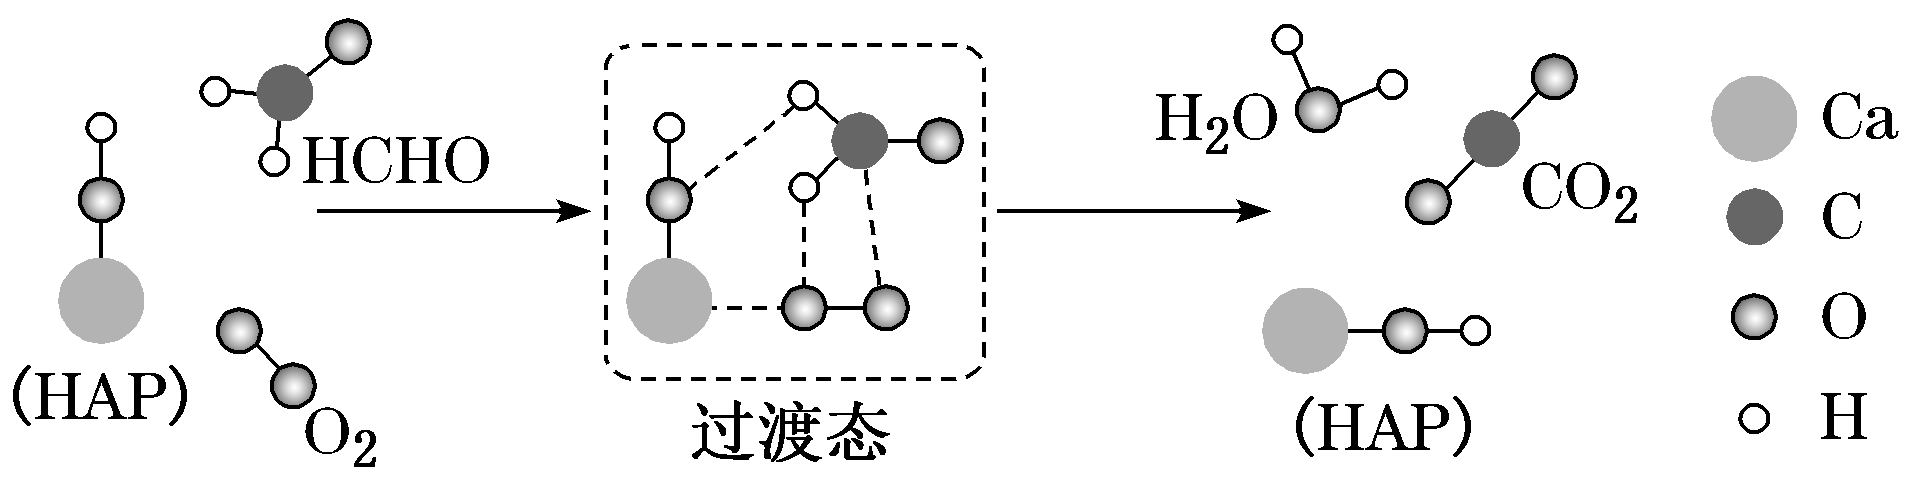 (HAP)
HCHO
O₂
过渡态
H₂O
CO₂
(HAP)
Ca
C
O
H